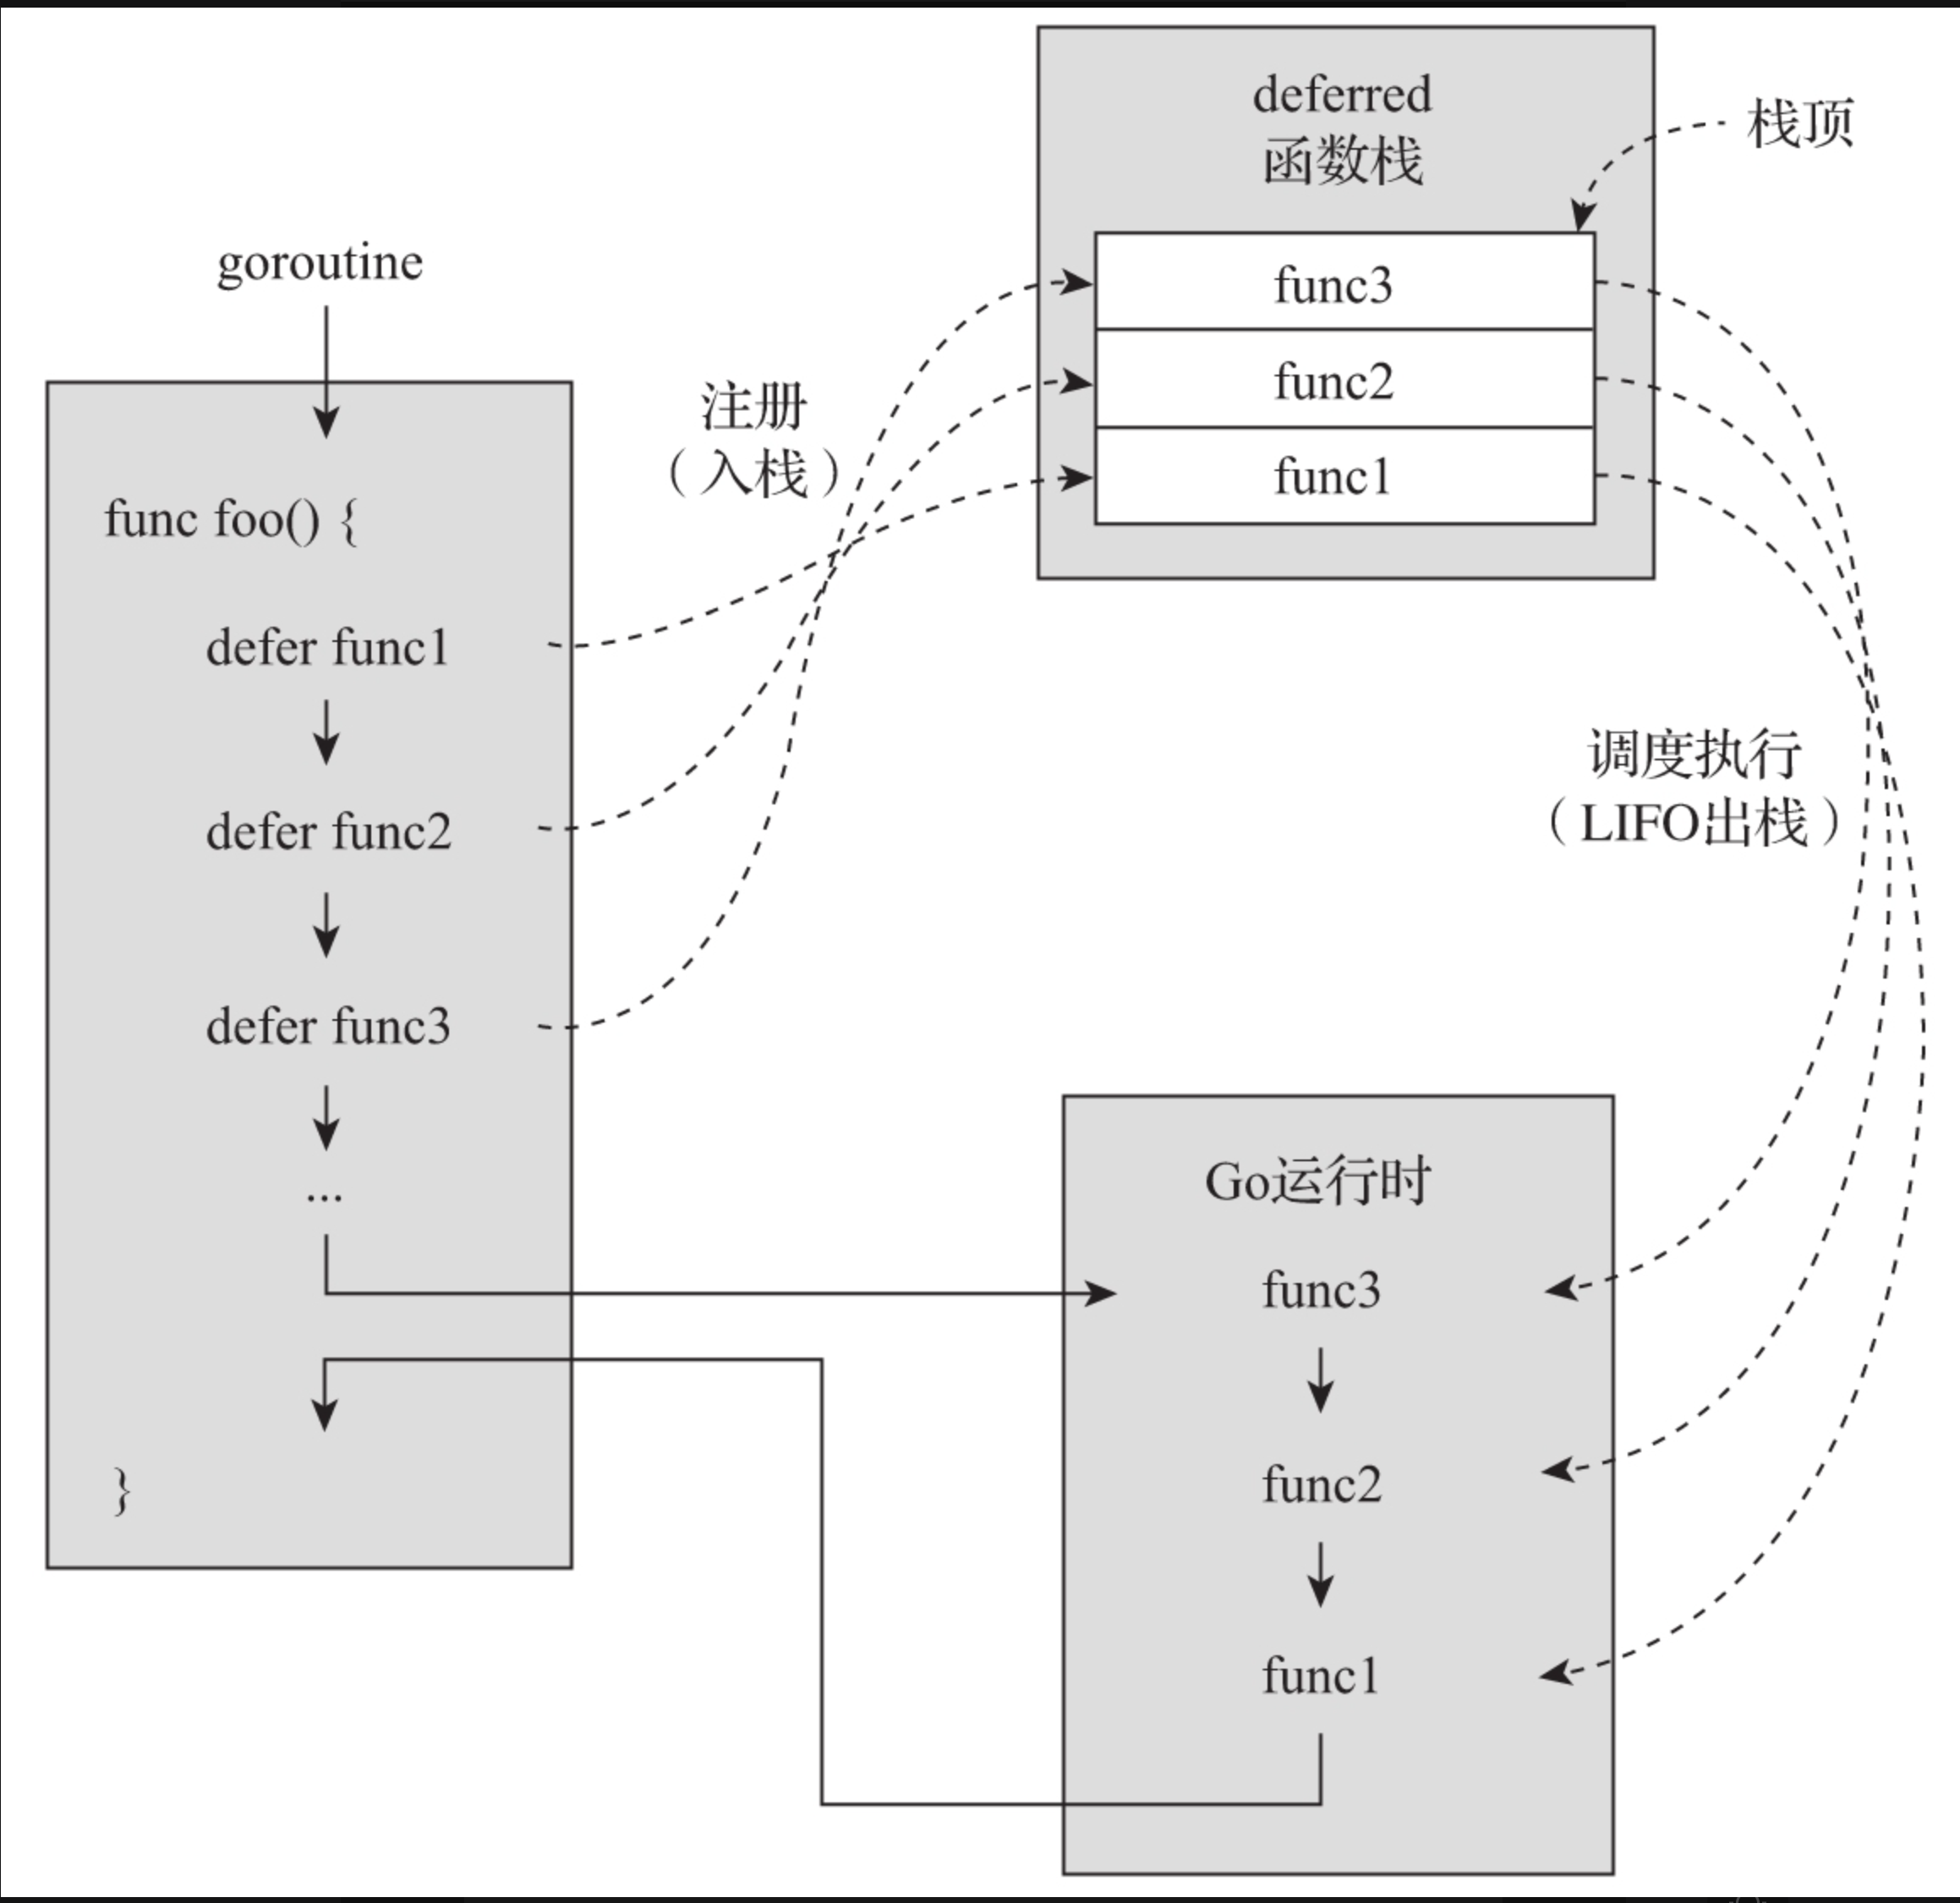 goroutine
func foo() {
defer func1
defer func2
defer func3
...
}
注册
（入栈）
deferred
函数栈
栈顶
func3
func2
func1
调度执行
（LIFO出栈）
Go运行时
func3
func2
func1